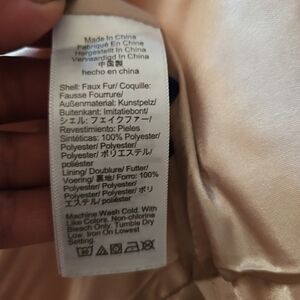 Made In China
Fabriqué En China
Hergestellt In China
Vervaardigd In China
中国製
hecho en china
Shell: Faux Fur/ Coquille:
Fausse Fourrure/
Außenmaterial: Kunstpelz/
Buitenkant: Imitatiebont/
シェル: フェイクファー/
Revestimiento: Pieles
Sintéticas: 100% Polyester/
Polyester/ Polyester/
Polyester/ ポリエステル/
poliéster
Lining/ Doublure/ Futter/
Voering/ 裏地/ Forro: 100%
Polyester/ Polyester/
Polyester/ Polyester/ ポリ
エステル/ poliéster
Machine Wash Cold. With
Like Colors. Non-chlorine
Bleach Only. Tumble Dry
Low. Iron On Lowest
Setting.